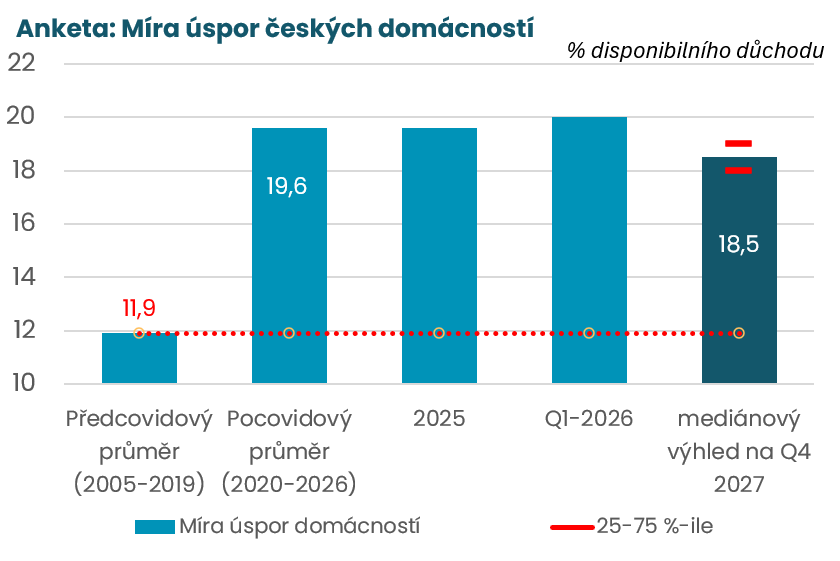 Anketa: Míra úspor českých domácností
% disponibilního důchodu
22
20
18
16
14
12
10
11,9
19,6
18,5
Předcovidový průměr (2005-2019)
Pocovidový průměr (2020-2026)
2025
Q1-2026
mediánový výhled na Q4 2027
Míra úspor domácností
25-75 %-ile